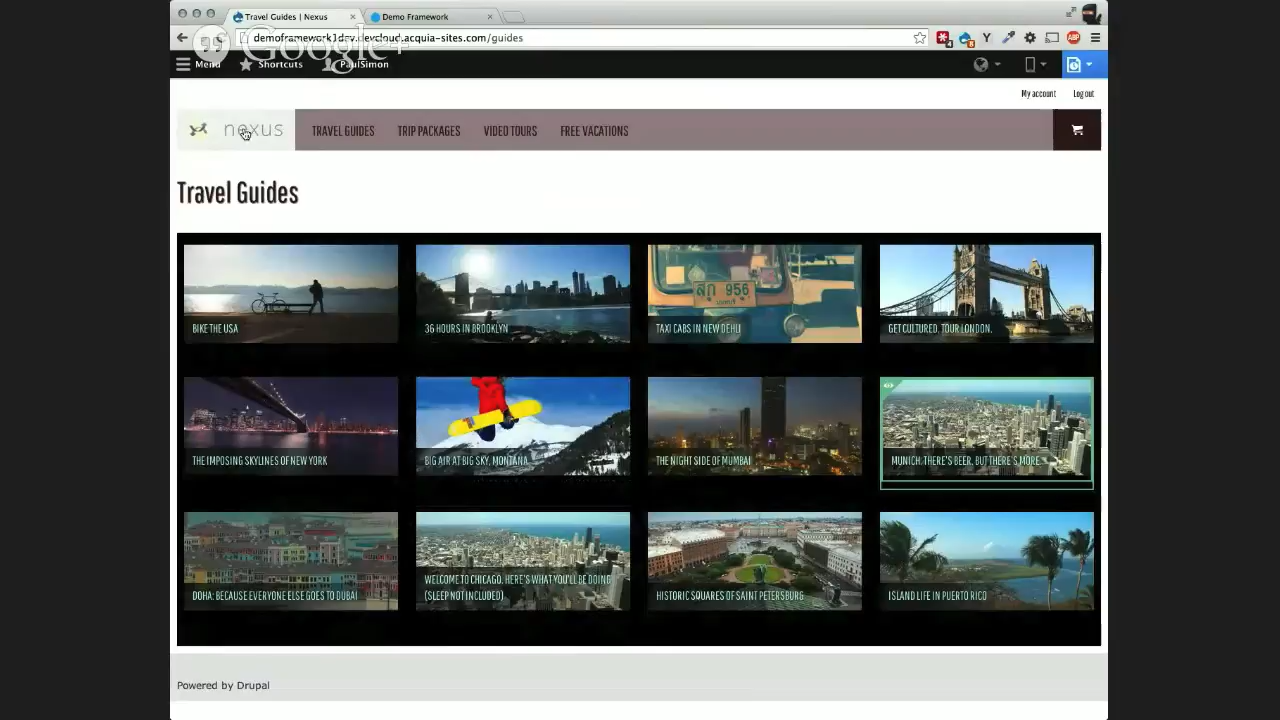 Travel Guides | Nexus
Demo Framework
demoframework1dev.devcloud.acquia-sites.com/guides
Google+
Menu
Shortcuts
PaulSimon
My account
Log out
nexus
TRAVEL GUIDES
TRIP PACKAGES
VIDEO TOURS
FREE VACATIONS
Travel Guides
BIKE THE USA
36 HOURS IN BROOKLYN
สภ 956
TAXI CABS IN NEW DEHLI
GET CULTURED. TOUR LONDON.
THE IMPOSING SKYLINES OF NEW YORK
BIG AIR AT BIG SKY, MONTANA
THE NIGHT SIDE OF MUMBAI
MUNICH: THERE'S BEER, BUT THERE'S MORE.
DOHA: BECAUSE EVERYONE ELSE GOES TO DUBAI
WELCOME TO CHICAGO. HERE'S WHAT YOU'LL BE DOING
(SLEEP NOT INCLUDED)
HISTORIC SQUARES OF SAINT PETERSBURG
ISLAND LIFE IN PUERTO RICO
Powered by Drupal